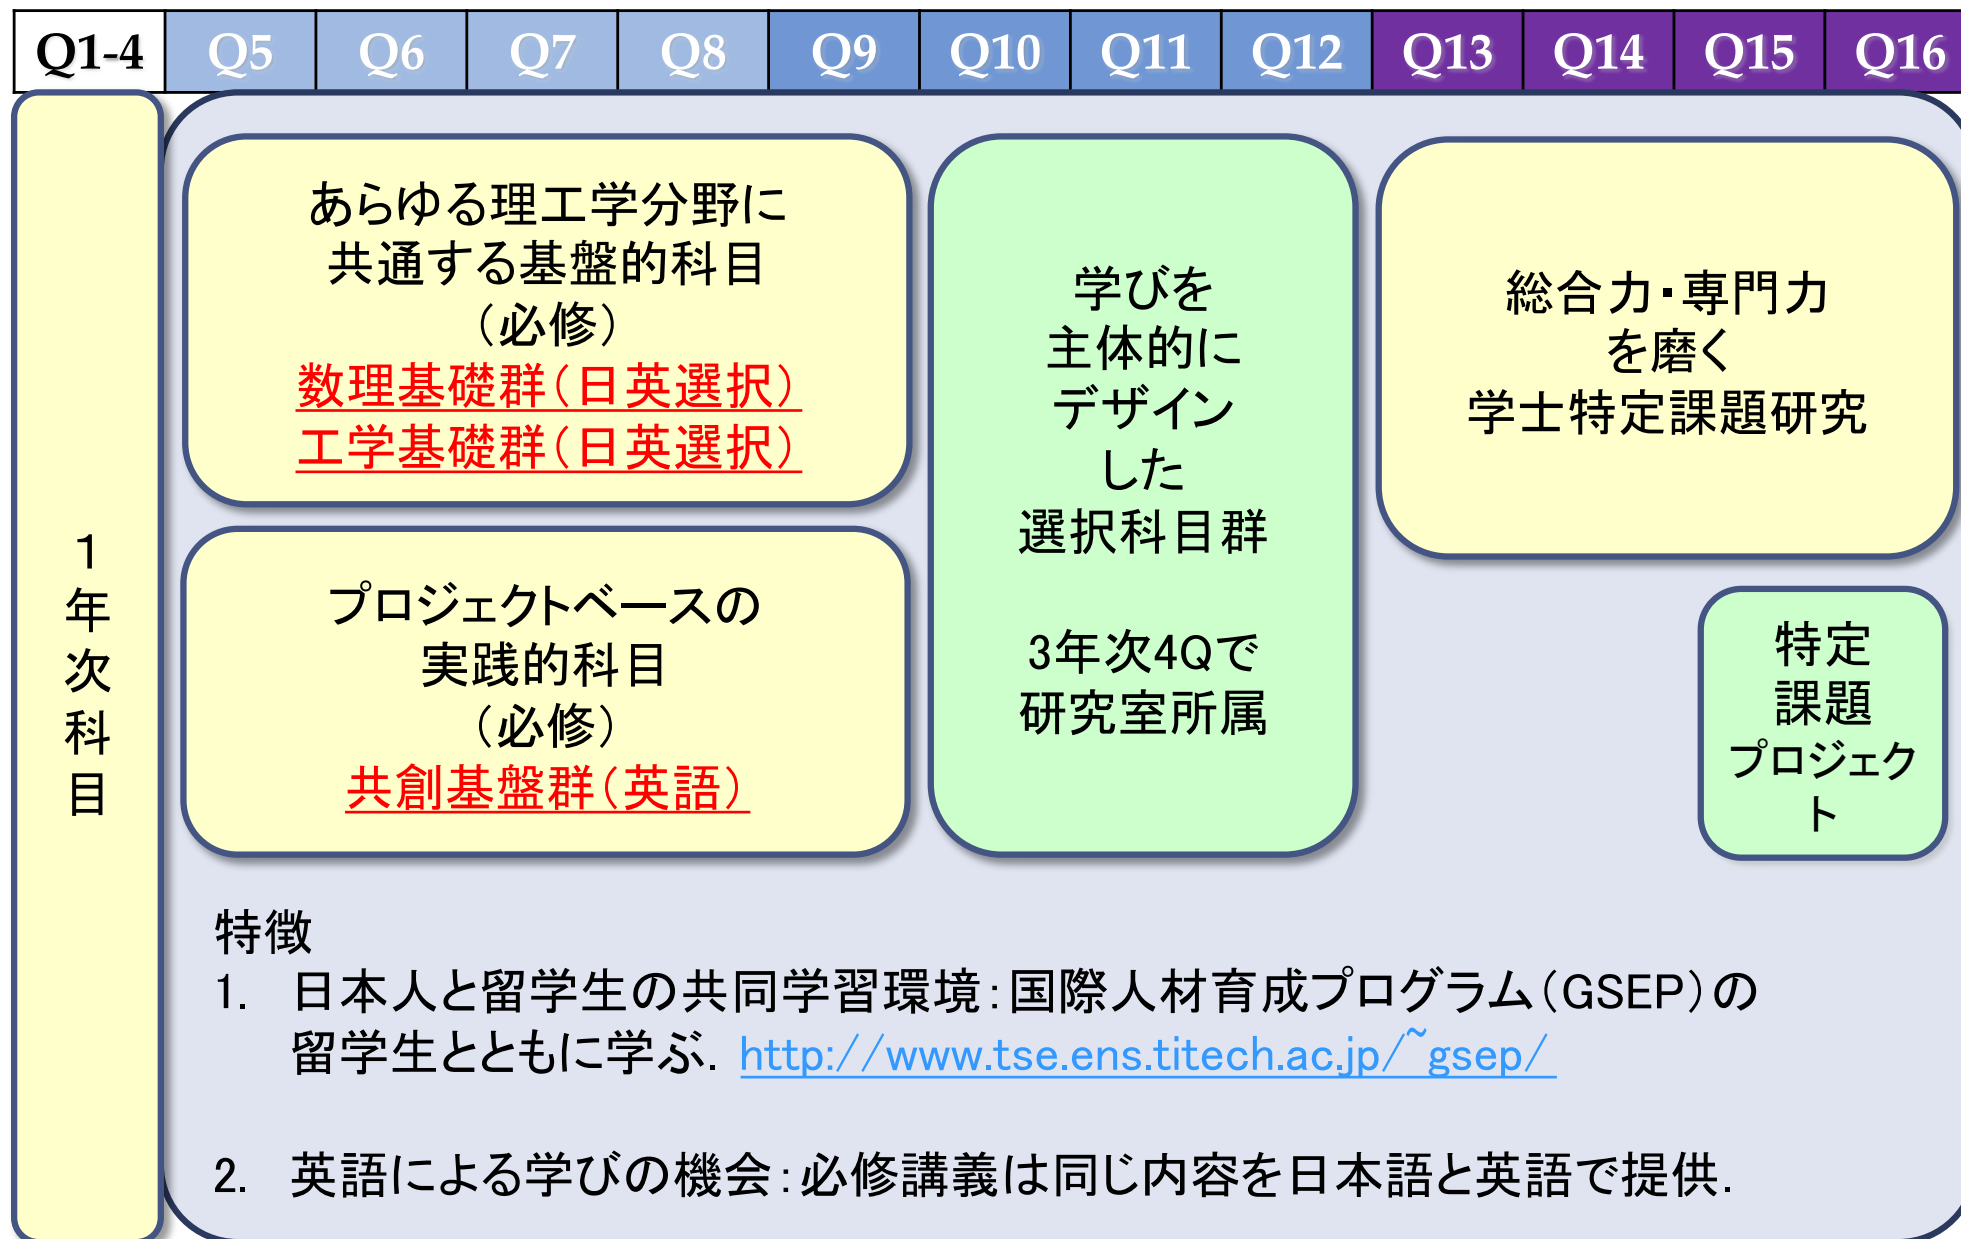 Q1-4 Q5 Q6 Q7 Q8 Q9 Q10 Q11 Q12 Q13 Q14 Q15 Q16
1
年
次
科
目
あらゆる理工学分野に
共通する基盤的科目
（必修）
数理基礎群（日英選択）
工学基礎群（日英選択）
プロジェクトベースの
実践的科目
（必修）
共創基盤群（英語）
学びを
主体的に
デザイン
した
選択科目群
3年次4Qで
研究室所属
総合力・専門力
を磨く
学士特定課題研究
特定
課題
プロジェク
ト
特徴
1. 日本人と留学生の共同学習環境：国際人材育成プログラム（GSEP）の
留学生とともに学ぶ．http://www.tse.ens.titech.ac.jp/~gsep/
2. 英語による学びの機会：必修講義は同じ内容を日本語と英語で提供．